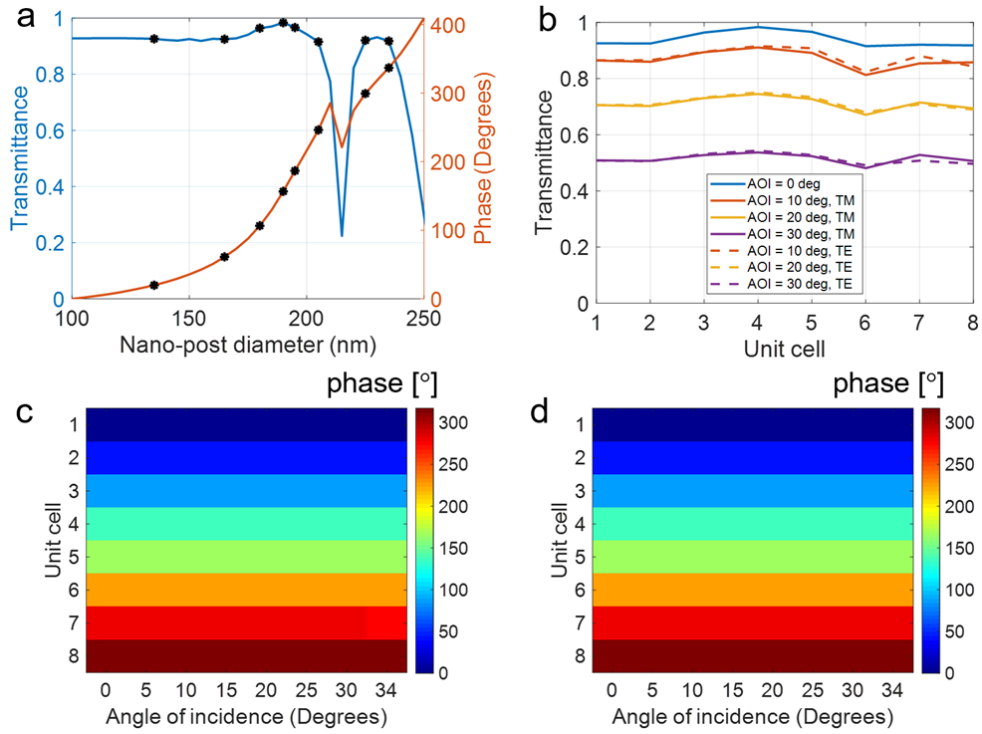 a
1
0.8
0.6
0.4
0.2
0
Transmittance
400
300
200
100
0
Phase (Degrees)
100 150 200 250
Nano-post diameter (nm)
b
1
0.8
0.6
0.4
0.2
0
Transmittance
AOI = 0 deg
AOI = 10 deg, TM
AOI = 20 deg, TM
AOI = 30 deg, TM
AOI = 10 deg, TE
AOI = 20 deg, TE
AOI = 30 deg, TE
1 2 3 4 5 6 7 8
Unit cell
c
phase [°]
1
2
3
4
5
6
7
8
Unit cell
300
250
200
150
100
50
0
0 5 10 15 20 25 30 34
Angle of incidence (Degrees)
d
phase [°]
1
2
3
4
5
6
7
8
Unit cell
300
250
200
150
100
50
0
0 5 10 15 20 25 30 34
Angle of incidence (Degrees)